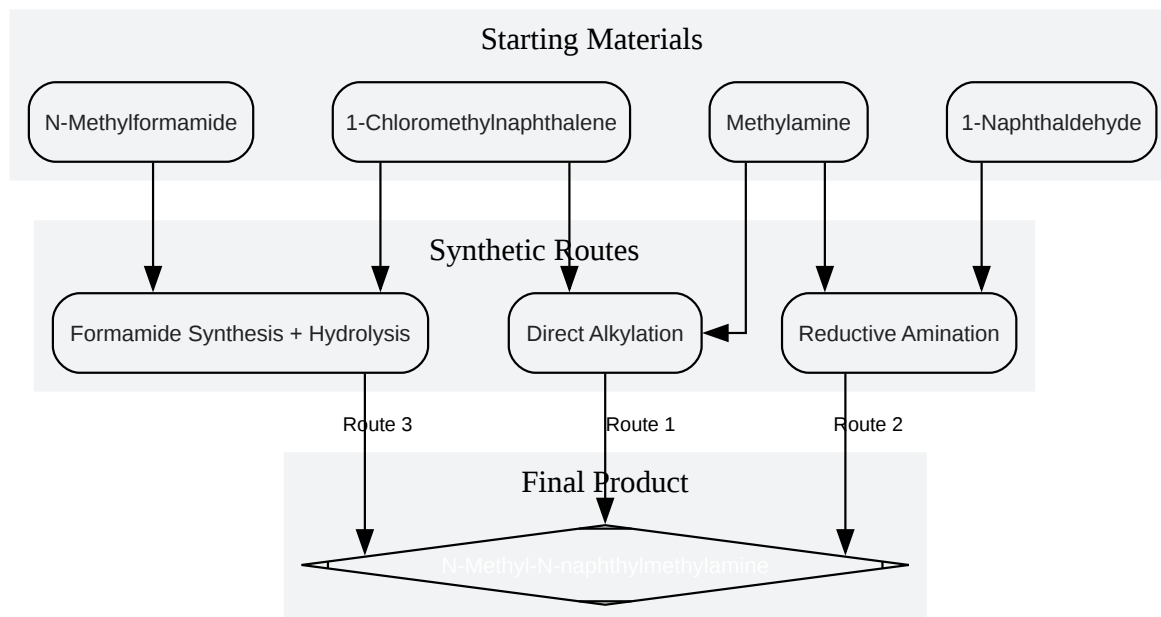 Starting Materials
N-Methylformamide
1-Chloromethylnaphthalene
Methylamine
1-Naphthaldehyde
Synthetic Routes
Formamide Synthesis + Hydrolysis
Direct Alkylation
Reductive Amination
Route 3
Route 1
Route 2
Final Product
N-Methyl-N-naphthylmethylamine